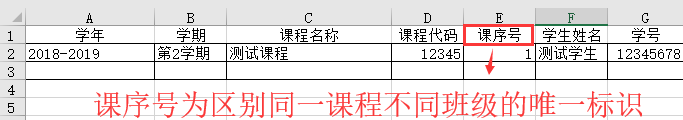 A B C D E F G
1 学年 学期 课程名称 课程代码 课序号 学生姓名 学号
2 2018-2019 第2学期 测试课程 12345 1 测试学生 12345678
3
4
5 课序号为区别同一课程不同班级的唯一标识